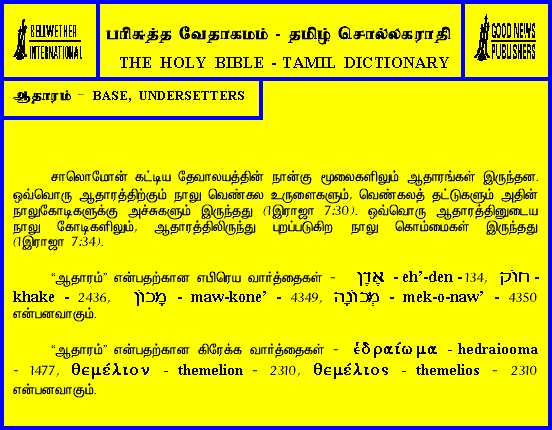 BELLWETHER
INTERNATIONAL
பரிசுத்த வேதாகமம் - தமிழ் சொல்லகராதி
THE HOLY BIBLE - TAMIL DICTIONARY
GOOD NEWS
PUBLISHERS
ஆதாரம் – BASE, UNDERSETTERS
சாலொமோன் கட்டிய தேவாலயத்தின் நான்கு மூலைகளிலும் ஆதாரங்கள் இருந்தன.
ஒவ்வொரு ஆதாரத்திற்கும் நாலு வெண்கல உருளைகளும், வெண்கலத் தட்டுகளும் அதின்
நாலுகோடிகளுக்கு அச்சுகளும் இருந்தது (1இராஜா 7:30). ஒவ்வொரு ஆதாரத்தினுடைய
நாலு கோடிகளிலும், ஆதாரத்திலிருந்து புறப்படுகிற நாலு கொம்மைகள் இருந்தது
(1இராஜா 7:34).
“ஆதாரம்” என்பதற்கான எபிரெய வார்த்தைகள் - אֶדֶן - eh’-den -134, חוֹק -
khake - 2436, מָכוֹן - maw-kone’ - 4349, מְכוֹנָה - mek-o-naw’ - 4350
என்பனவாகும்.
“ஆதாரம்” என்பதற்கான கிரேக்க வார்த்தைகள் - ἑδραίωμα - hedraiooma
- 1477, θεμέλιον - themelion - 2310, θεμέλιος - themelios - 2310
என்பனவாகும்.